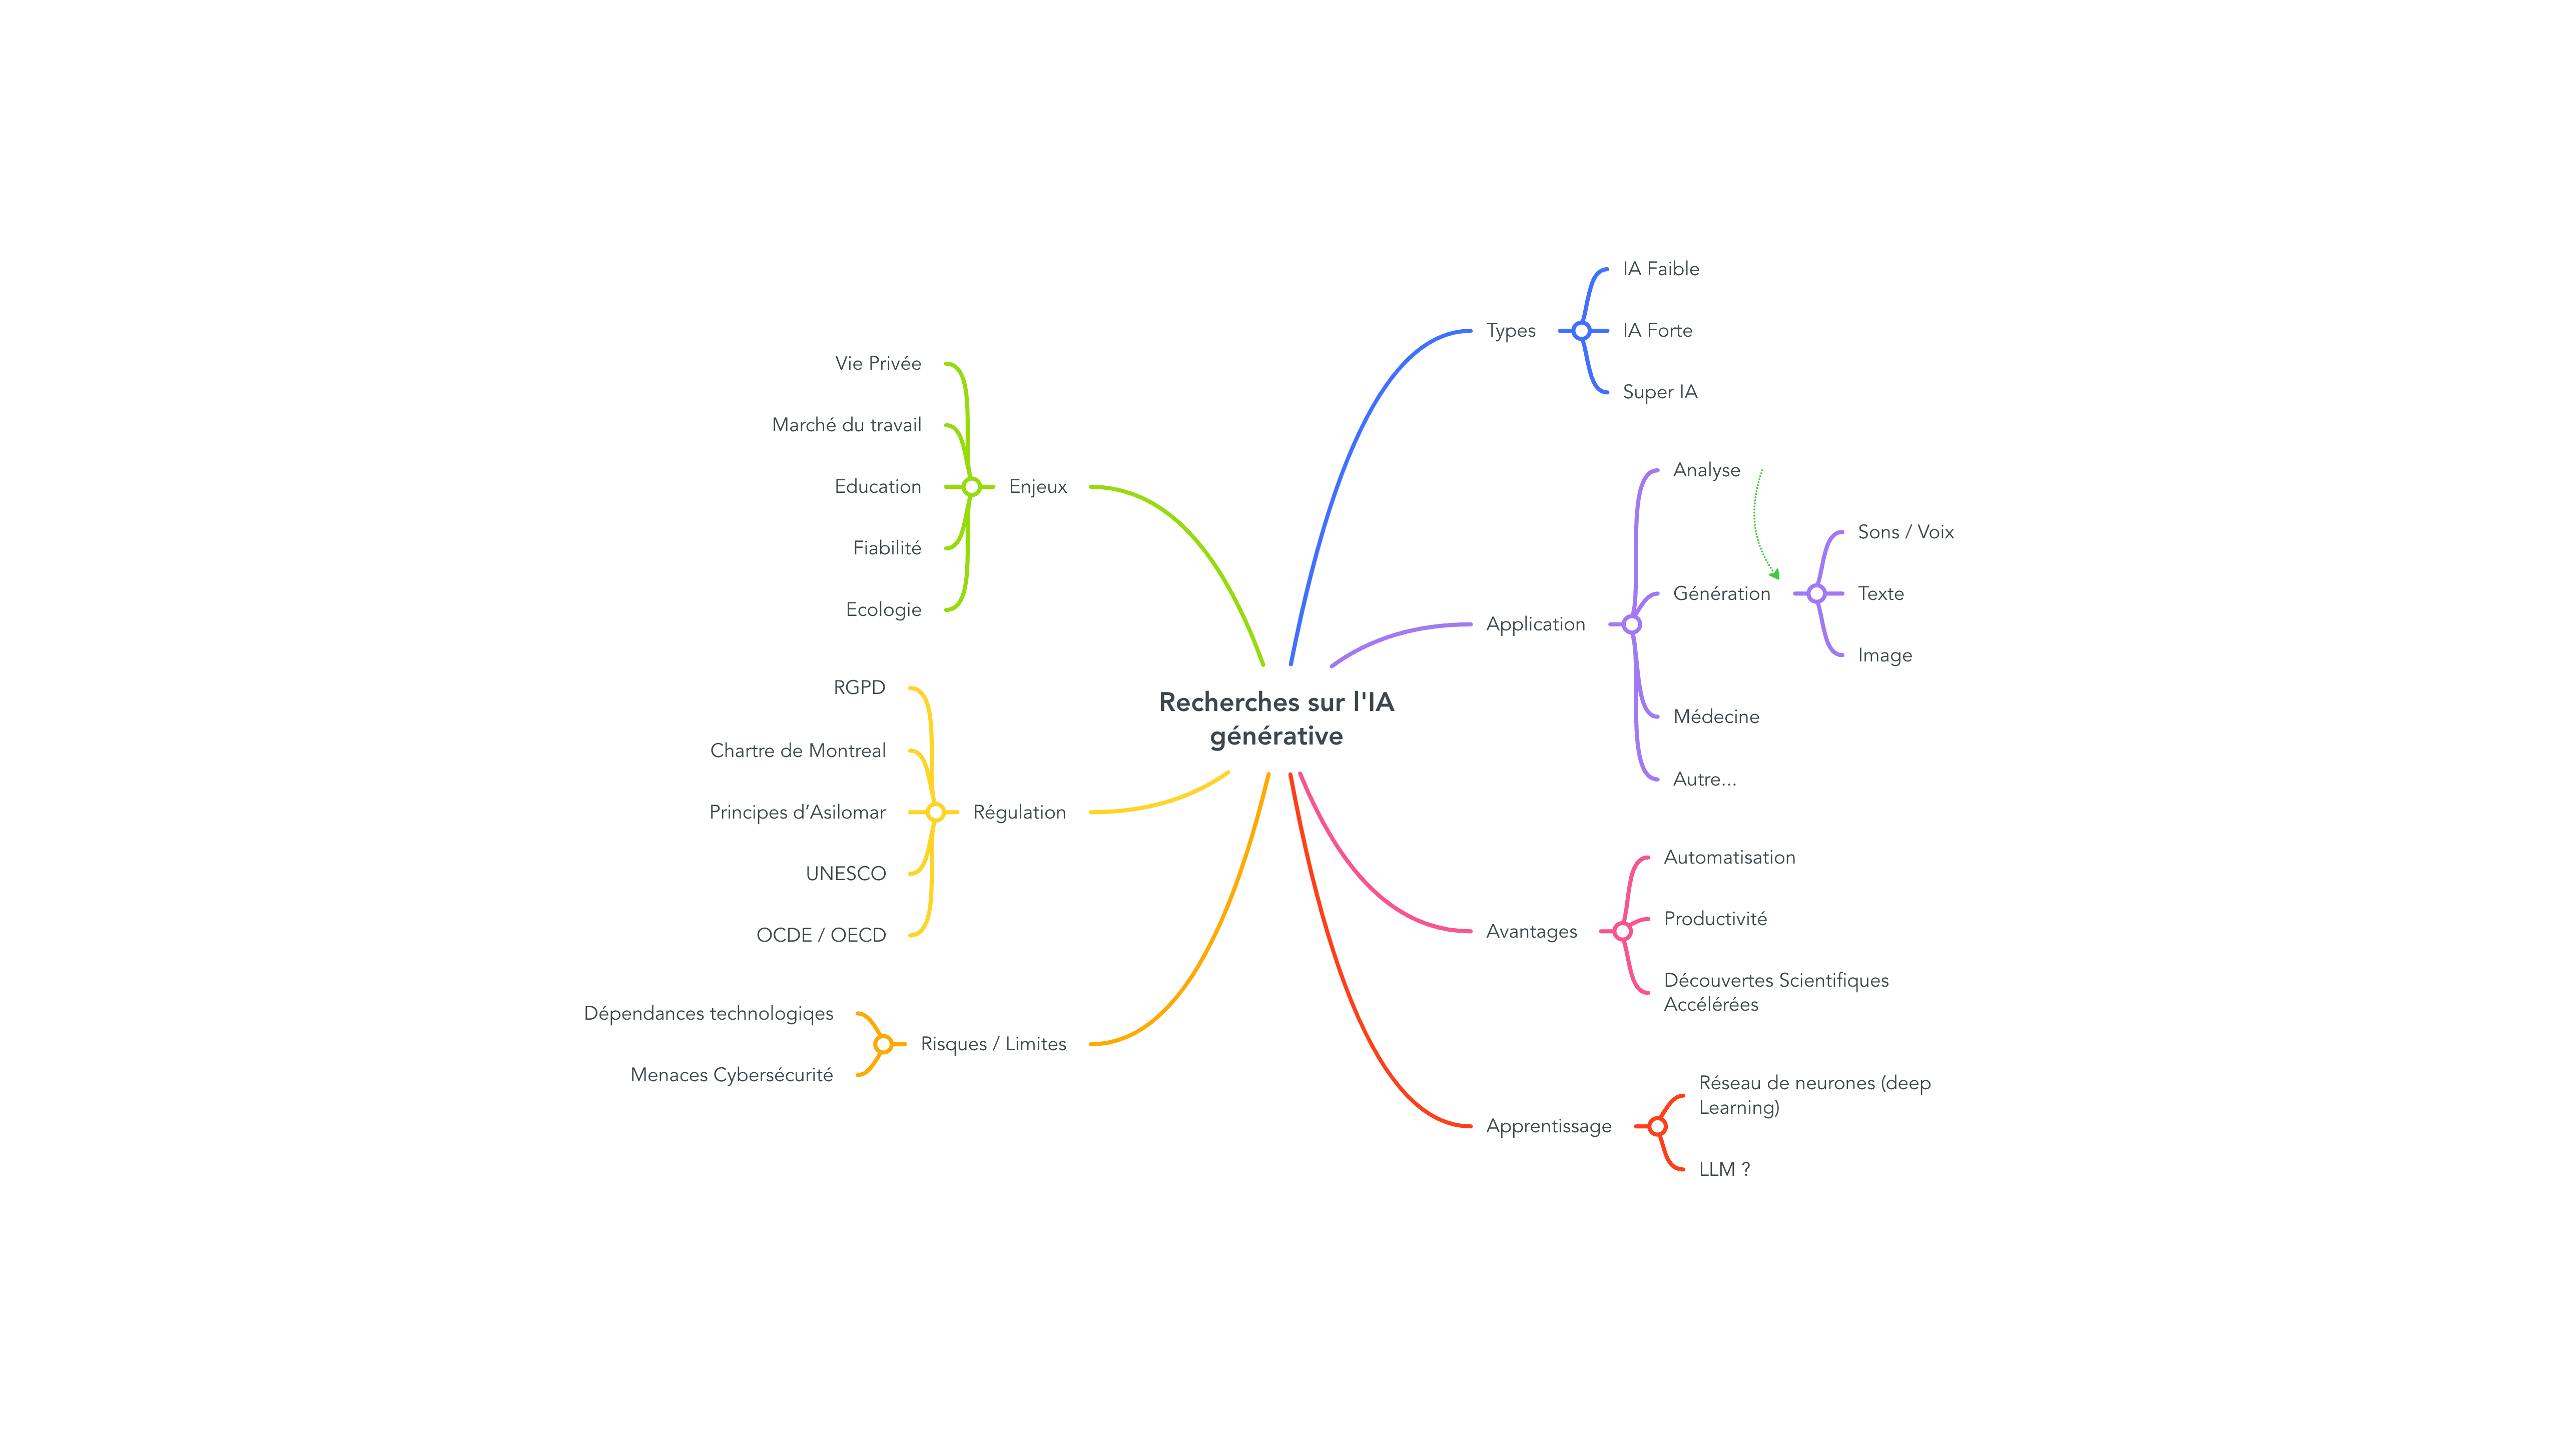 Recherches sur l'IA
générative
Types
IA Faible
IA Forte
Super IA
Application
Analyse
Génération
Sons / Voix
Texte
Image
Médecine
Autre...
Avantages
Automatisation
Productivité
Découvertes Scientifiques
Accélérées
Apprentissage
Réseau de neurones (deep
Learning)
LLM ?
Enjeux
Vie Privée
Marché du travail
Education
Fiabilité
Ecologie
Régulation
RGPD
Chartre de Montreal
Principes d’Asilomar
UNESCO
OCDE / OECD
Risques / Limites
Dépendances technologiqes
Menaces Cybersécurité